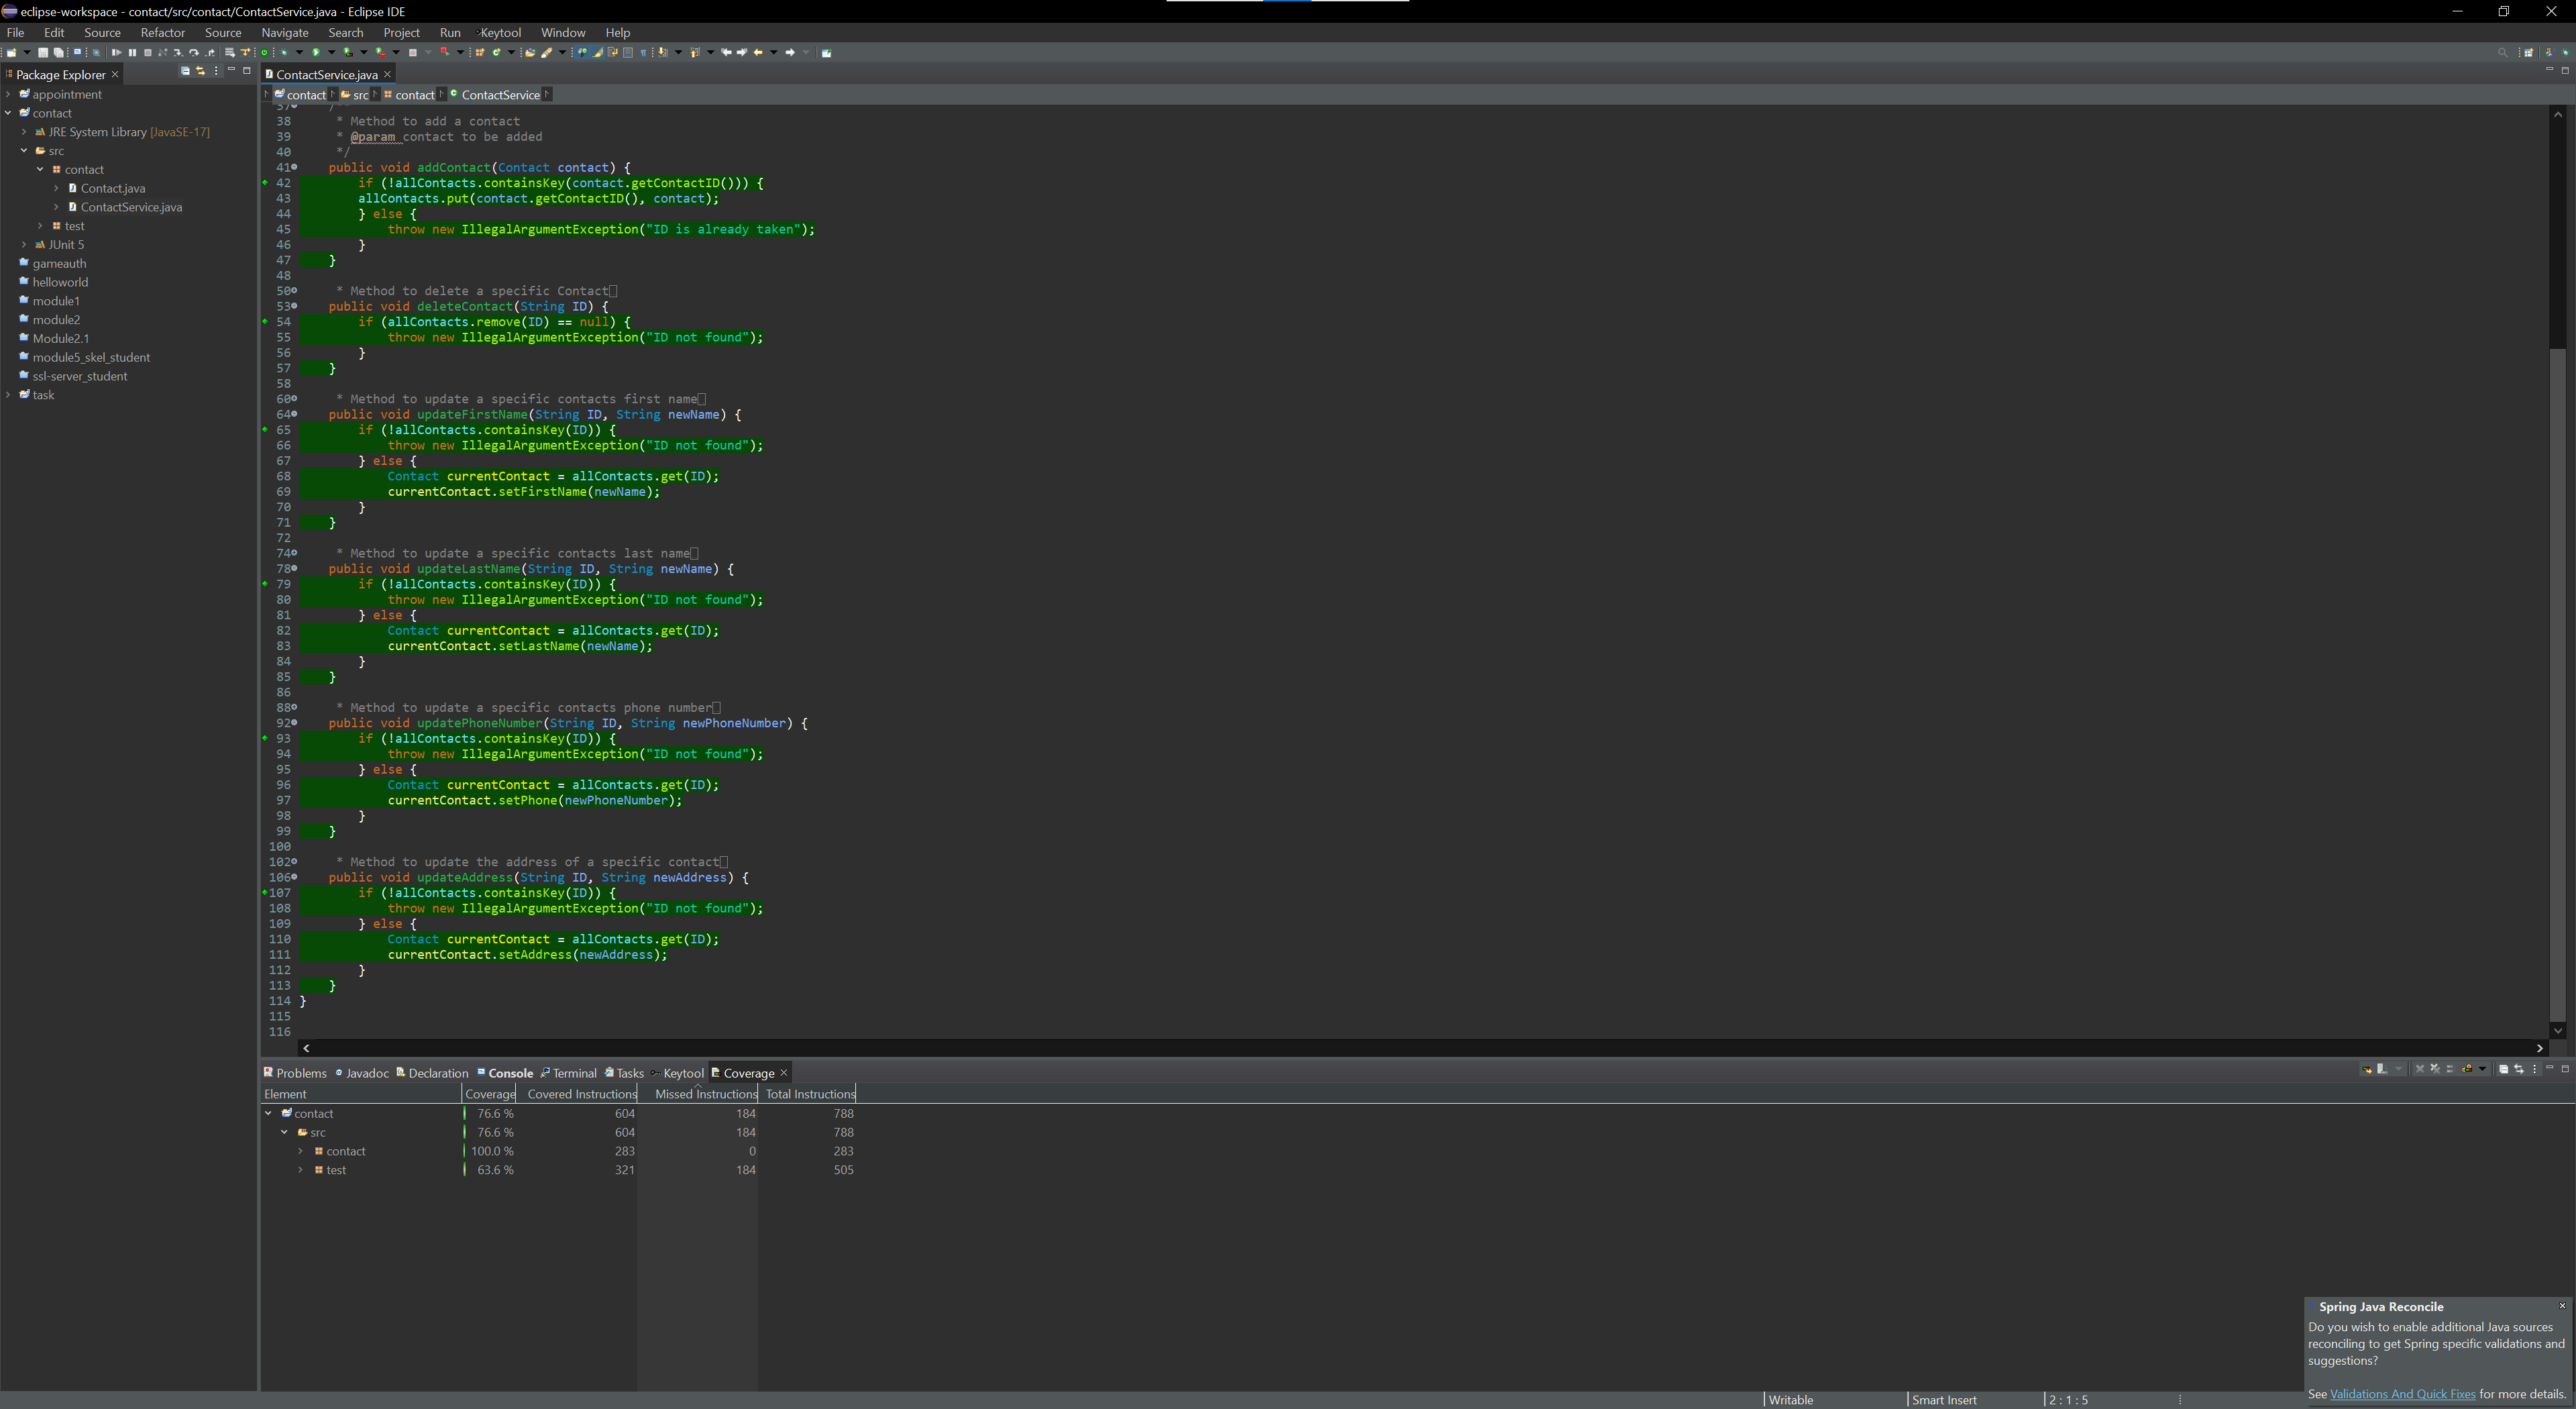 eclipse-workspace - contact/src/contact/ContactService.java - Eclipse IDE
File Edit Source Refactor Source Navigate Search Project Run Keytool Window Help
Package Explorer
appointment
contact
JRE System Library [JavaSE-17]
src
contact
Contact.java
ContactService.java
test
JUnit 5
gameauth
helloworld
module1
module2
Module2.1
module5_skel_student
ssl-server_student
task
ContactService.java
contact src contact ContactService
37 /**
38 * Method to add a contact
39 * @param contact to be added
40 */
41 public void addContact(Contact contact) {
42 if (!allContacts.containsKey(contact.getContactID())) {
43 allContacts.put(contact.getContactID(), contact);
44 } else {
45 throw new IllegalArgumentException("ID is already taken");
46 }
47 }
48
50 * Method to delete a specific Contact
53 public void deleteContact(String ID) {
54 if (allContacts.remove(ID) == null) {
55 throw new IllegalArgumentException("ID not found");
56 }
57 }
58
60 * Method to update a specific contacts first name
64 public void updateFirstName(String ID, String newName) {
65 if (!allContacts.containsKey(ID)) {
66 throw new IllegalArgumentException("ID not found");
67 } else {
68 Contact currentContact = allContacts.get(ID);
69 currentContact.setFirstName(newName);
70 }
71 }
72
74 * Method to update a specific contacts last name
78 public void updateLastName(String ID, String newName) {
79 if (!allContacts.containsKey(ID)) {
80 throw new IllegalArgumentException("ID not found");
81 } else {
82 Contact currentContact = allContacts.get(ID);
83 currentContact.setLastName(newName);
84 }
85 }
86
88 * Method to update a specific contacts phone number
92 public void updatePhoneNumber(String ID, String newPhoneNumber) {
93 if (!allContacts.containsKey(ID)) {
94 throw new IllegalArgumentException("ID not found");
95 } else {
96 Contact currentContact = allContacts.get(ID);
97 currentContact.setPhone(newPhoneNumber);
98 }
99 }
100
102 * Method to update the address of a specific contact
106 public void updateAddress(String ID, String newAddress) {
107 if (!allContacts.containsKey(ID)) {
108 throw new IllegalArgumentException("ID not found");
109 } else {
110 Contact currentContact = allContacts.get(ID);
111 currentContact.setAddress(newAddress);
112 }
113 }
114 }
115
116
Problems Javadoc Declaration Console Terminal Tasks Keytool Coverage
Element Coverage Covered Instructions Missed Instructions Total Instructions
contact 76.6 % 604 184 788
src 76.6 % 604 184 788
contact 100.0 % 283 0 283
test 63.6 % 321 184 505
Spring Java Reconcile
Do you wish to enable additional Java sources
reconciling to get Spring specific validations and
suggestions?
See Validations And Quick Fixes for more details.
Writable Smart Insert 2 : 1 : 5